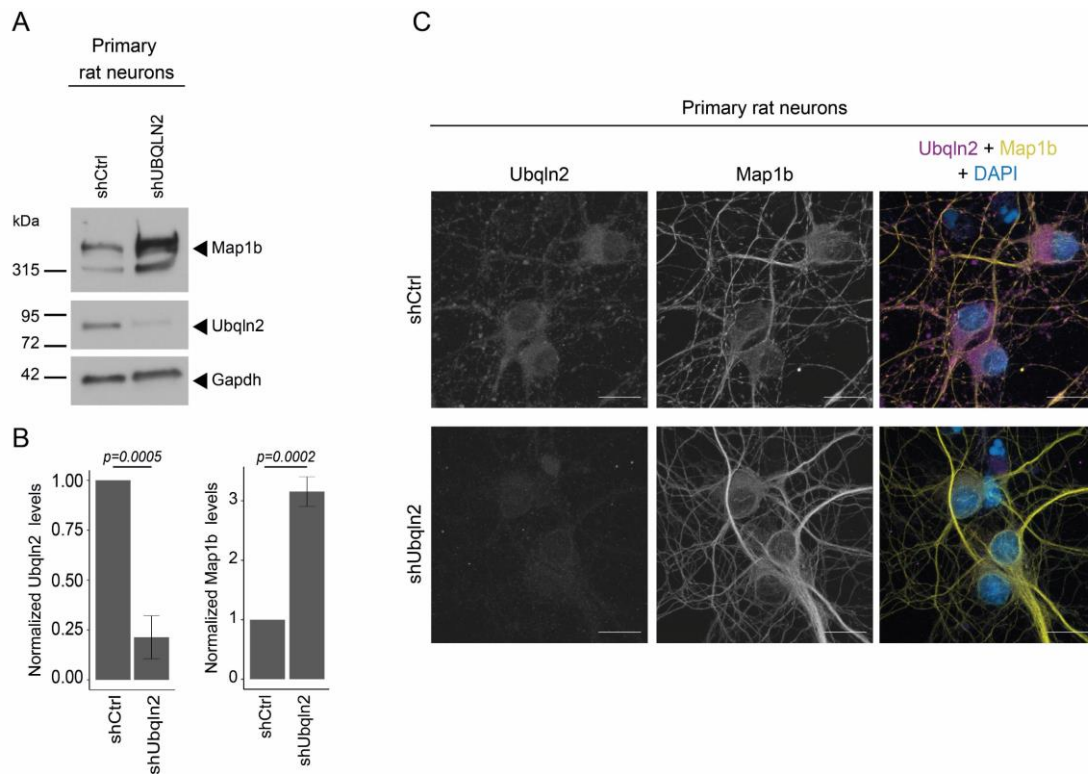 A
Primary
rat neurons
shCtrl
shUBQLN2
kDa
Map1b
315
95
Ubqln2
72
42
Gapdh
B
p=0.0005
Normalized Ubqln2 levels
1.00
0.75
0.50
0.25
0.00
shCtrl
shUbqln2
p=0.0002
Normalized Map1b levels
3
2
1
0
shCtrl
shUbqln2
C
Primary rat neurons
Ubqln2
Map1b
Ubqln2 + Map1b
+ DAPI
shCtrl
shUbqln2